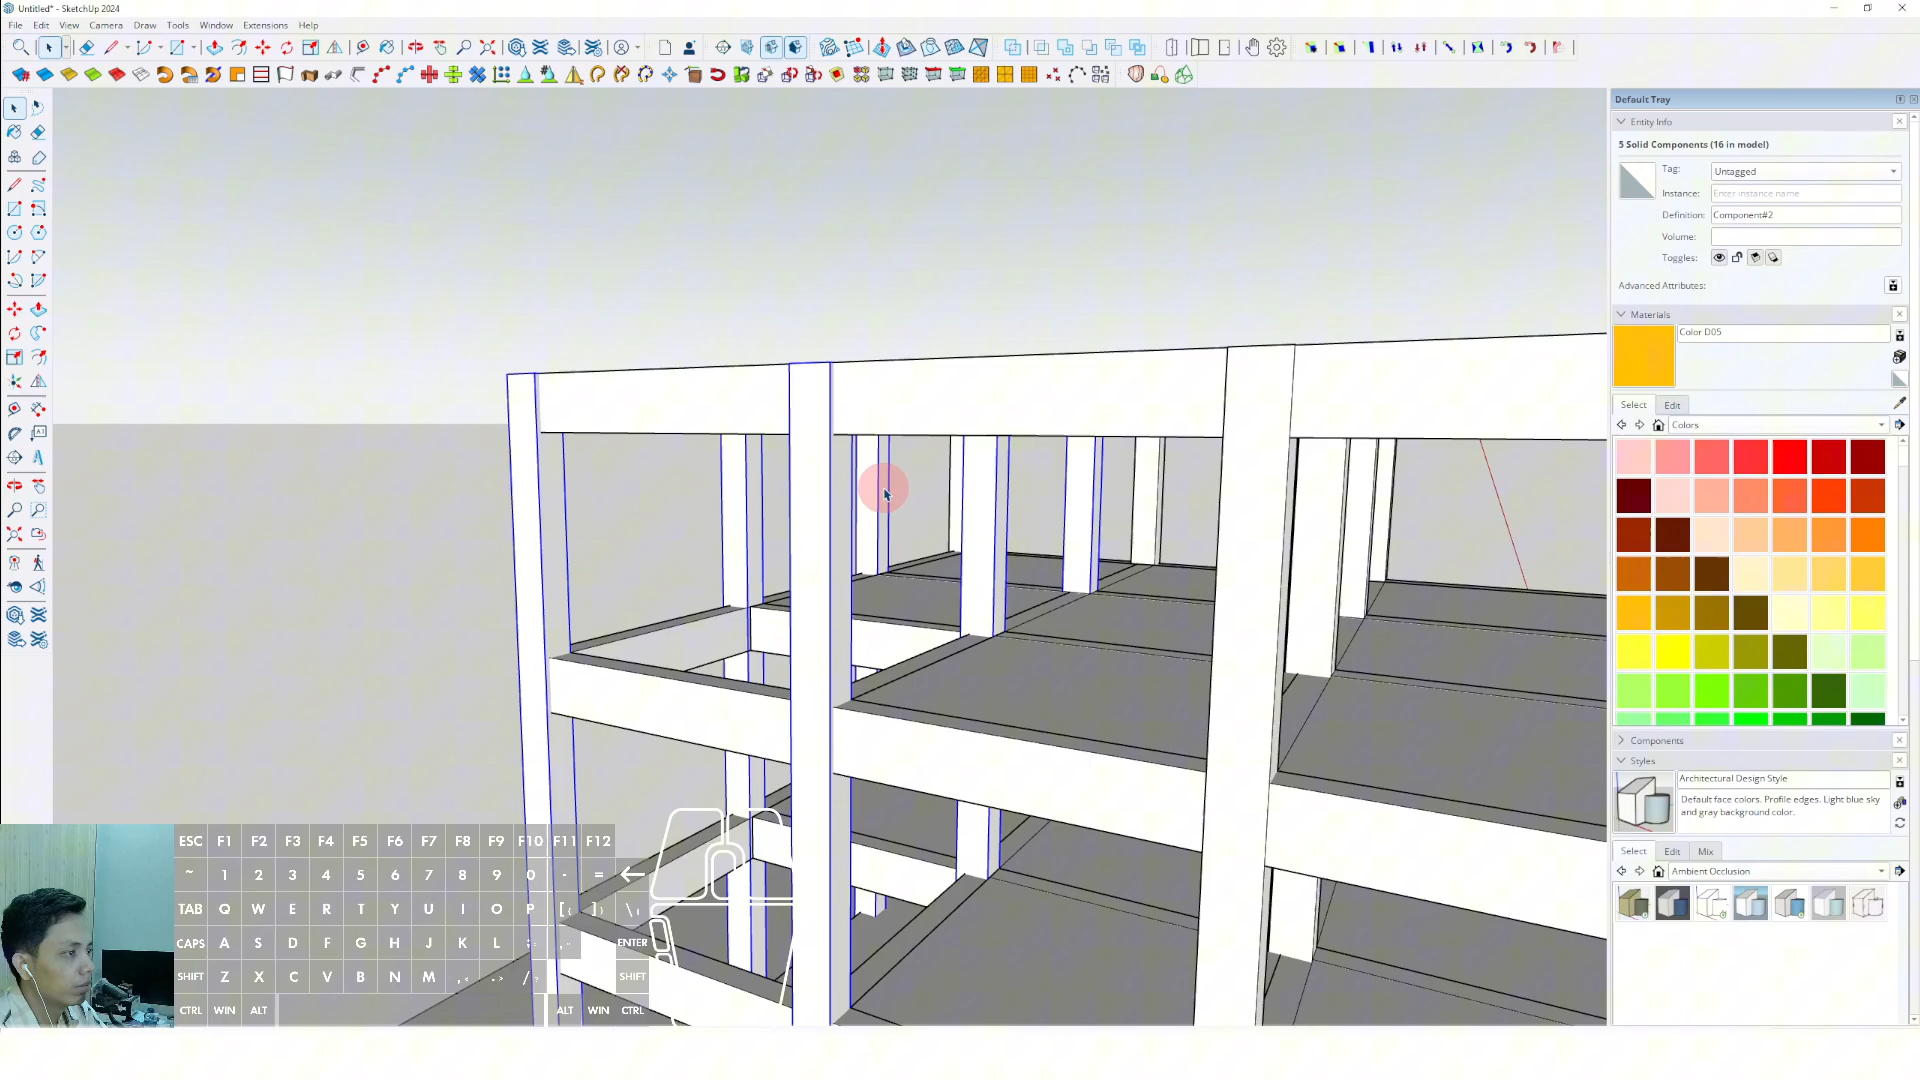 Untitled* - SketchUp 2024
File Edit View Camera Draw Tools Window Extensions Help
Default Tray
Entity Info
5 Solid Components (16 in model)
Tag: Untagged
Instance: Enter instance name
Definition: Component#2
Volume:
Toggles:
Advanced Attributes:
Materials
Color D05
Select Edit
Colors
Components
Styles
Architectural Design Style
Default face colors. Profile edges. Light blue sky
and gray background color.
Select Edit Mix
Ambient Occlusion
ESC F1 F2 F3 F4 F5 F6 F7 F8 F9 F10 F11 F12
~ 1 2 3 4 5 6 7 8 9 0 - =
TAB Q W E R T Y U I O P [{ ]} \
CAPS A S D F G H J K L ENTER
SHIFT Z X C V B N M ,< .> /? SHIFT
CTRL WIN ALT ALT WIN CTRL